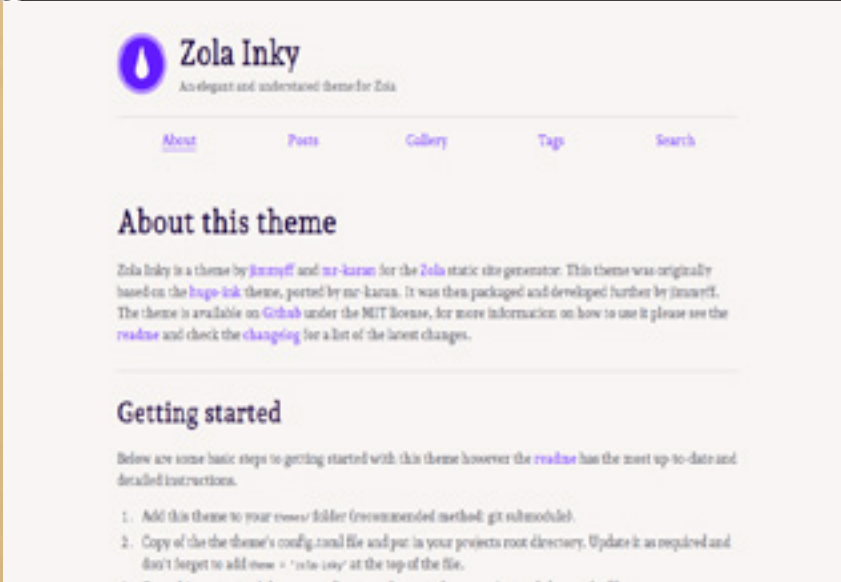 Zola Inky
An elegant and understated theme for Zola
About Posts Gallery Tags Search
About this theme
Zola Inky is a theme by jimmyff and mr-karan for the Zola static site generator. This theme was originally
based on the hugo-ink theme, ported by mr-karan. It was then packaged and developed further by jimmyff.
The theme is available on Github under the MIT license, for more information on how to use it please see the
readme and check the changelog for a list of the latest changes.
Getting started
Below are some basic steps to getting started with this theme however the readme has the most up-to-date and
detailed instructions.
1. Add this theme to your themes/ folder (recommended method: git submodule).
2. Copy of the the theme's config.toml file and put in your projects root directory. Update it as required and
don't forget to add theme = "zola-inky" at the top of the file.